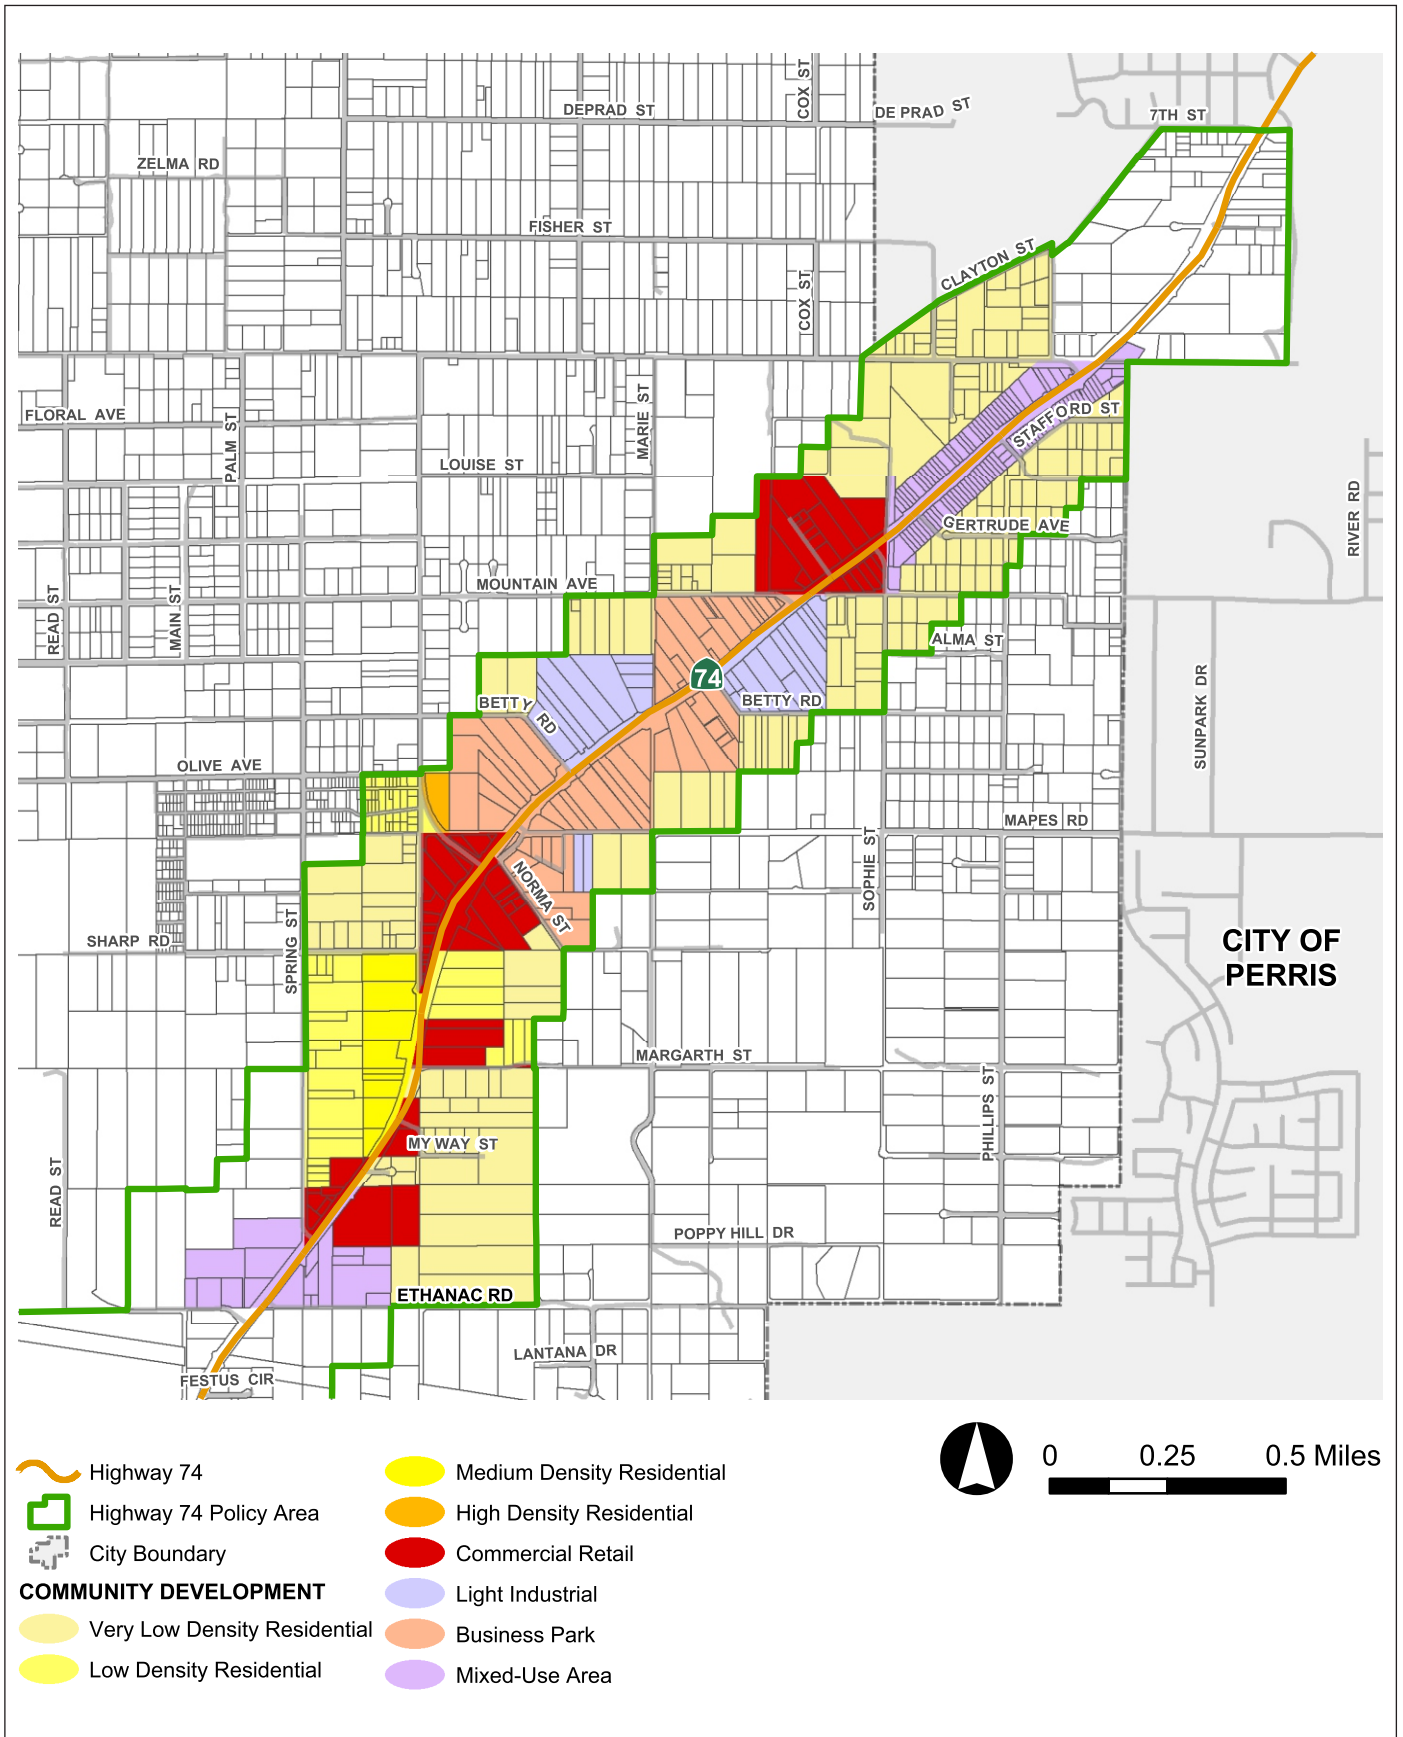 COX ST
DEPRAD ST
DE PRAD ST
7TH ST
ZELMA RD
FISHER ST
CLAYTON ST
COX ST
FLORAL AVE
PALM ST
MARIE ST
STAFFORD ST
LOUISE ST
RIVER RD
GERTRUDE AVE
MOUNTAIN AVE
READ ST
MAIN ST
ALMA ST
74
BETTY RD
BETTY RD
SUNPARK DR
OLIVE AVE
MAPES RD
SOPHIE ST
NORMA ST
SHARP RD
SPRING ST
CITY OF
PERRIS
MARGARTH ST
PHILLIPS ST
MY WAY ST
READ ST
POPPY HILL DR
ETHANAC RD
LANTANA DR
FESTUS CIR
Highway 74
Highway 74 Policy Area
City Boundary
COMMUNITY DEVELOPMENT
Very Low Density Residential
Low Density Residential
Medium Density Residential
High Density Residential
Commercial Retail
Light Industrial
Business Park
Mixed-Use Area
0 0.25 0.5 Miles